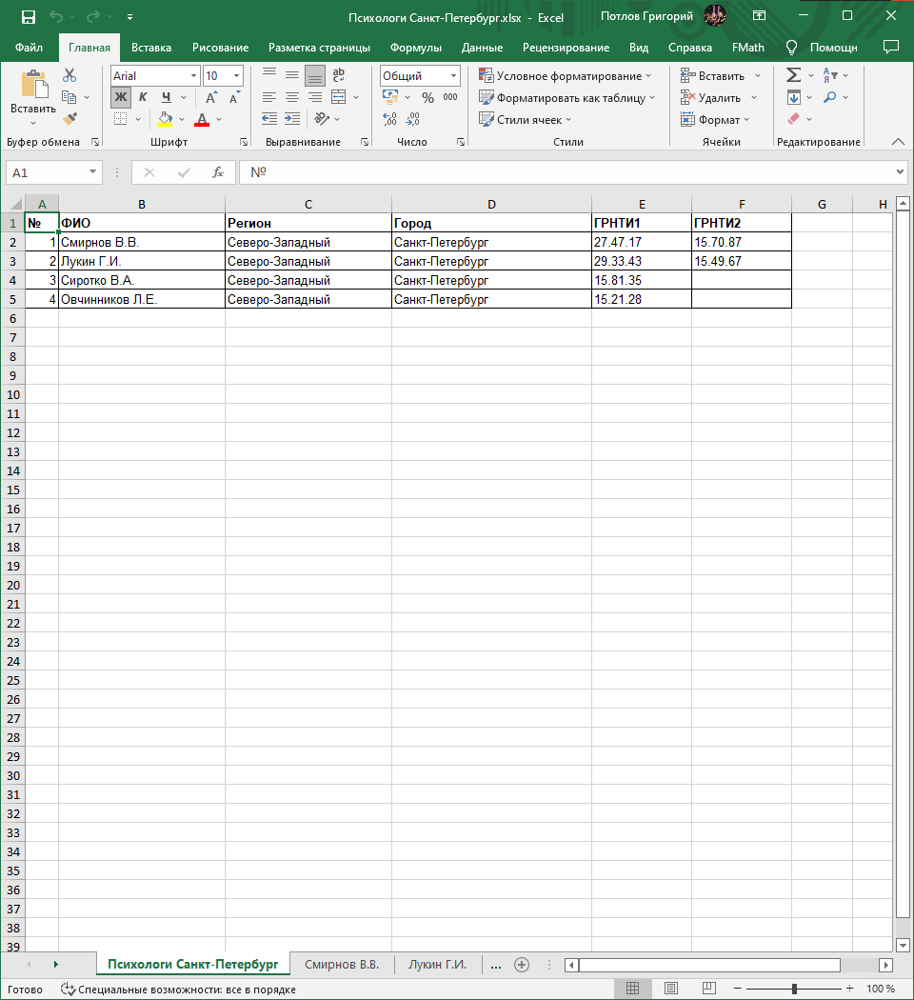 Психологи Санкт-Петербург.xlsx - Excel Потлов Григорий
Файл Главная Вставка Рисование Разметка страницы Формулы Данные Рецензирование Вид Справка FMath Помощн
Arial 10 ab Общий Условное форматирование Вставить Σ
Вставить Ж К Ч А А % 000 Форматировать как таблицу Удалить
А Стили ячеек Формат
Буфер обмена Шрифт Выравнивание Число Стили Ячейки Редактирование
A1 fx №
A B C D E F G H
1 № ФИО Регион Город ГРНТИ1 ГРНТИ2
2 1 Смирнов В.В. Северо-Западный Санкт-Петербург 27.47.17 15.70.87
3 2 Лукин Г.И. Северо-Западный Санкт-Петербург 29.33.43 15.49.67
4 3 Сиротко В.А. Северо-Западный Санкт-Петербург 15.81.35
5 4 Овчинников Л.Е. Северо-Западный Санкт-Петербург 15.21.28
6
7
8
9
10
11
12
13
14
15
16
17
18
19
20
21
22
23
24
25
26
27
28
29
30
31
32
33
34
35
36
37
38
39
Психологи Санкт-Петербург Смирнов В.В. Лукин Г.И. ...
Готово Специальные возможности: все в порядке 100 %